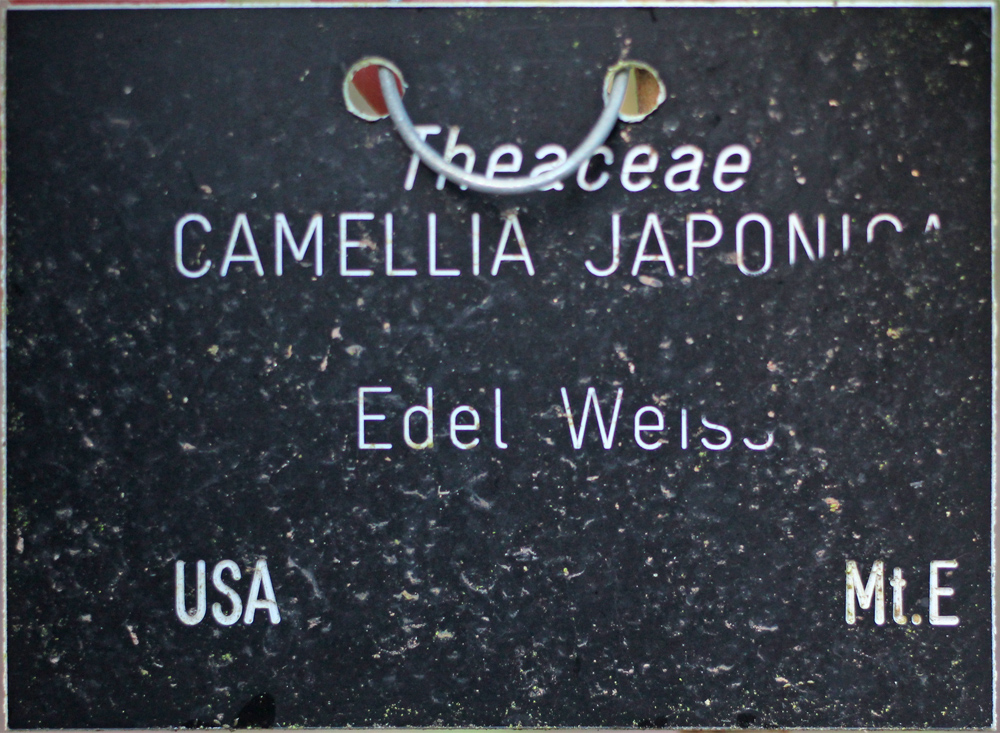 Theaceae
CAMELLIA JAPONICA
Edel Weiss
USA Mt.E